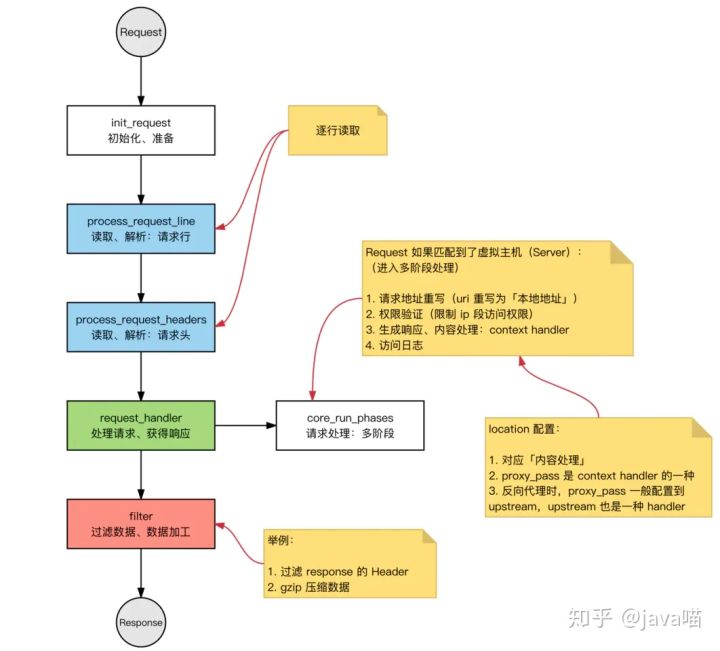 Request
init_request
初始化、准备
逐行读取
process_request_line
读取、解析：请求行
process_request_headers
读取、解析：请求头
Request 如果匹配到了虚拟主机（Server）：
（进入多阶段处理）
1. 请求地址重写（uri 重写为「本地地址」）
2. 权限验证（限制 ip 段访问权限）
3. 生成响应、内容处理：context handler
4. 访问日志
request_handler
处理请求、获得响应
core_run_phases
请求处理：多阶段
location 配置：
1. 对应「内容处理」
2. proxy_pass 是 context handler 的一种
3. 反向代理时，proxy_pass 一般配置到
upstream，upstream 也是一种 handler
filter
过滤数据、数据加工
举例：
1. 过滤 response 的 Header
2. gzip 压缩数据
Response
知乎 @java喵